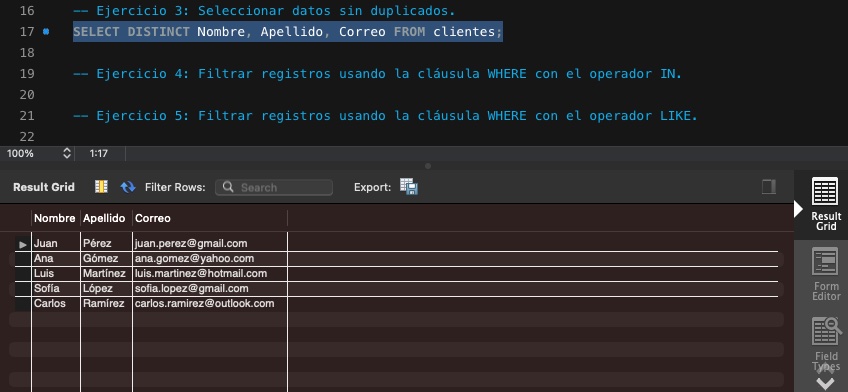 16 -- Ejercicio 3: Seleccionar datos sin duplicados.
17 SELECT DISTINCT Nombre, Apellido, Correo FROM clientes;
18
19 -- Ejercicio 4: Filtrar registros usando la cláusula WHERE con el operador IN.
20
21 -- Ejercicio 5: Filtrar registros usando la cláusula WHERE con el operador LIKE.
22
100% 1:17
Result Grid Filter Rows: Search Export:
Nombre Apellido Correo
Juan Pérez juan.perez@gmail.com
Ana Gómez ana.gomez@yahoo.com
Luis Martínez luis.martinez@hotmail.com
Sofía López sofia.lopez@gmail.com
Carlos Ramírez carlos.ramirez@outlook.com
Result
Grid
Form
Editor
Field
Types